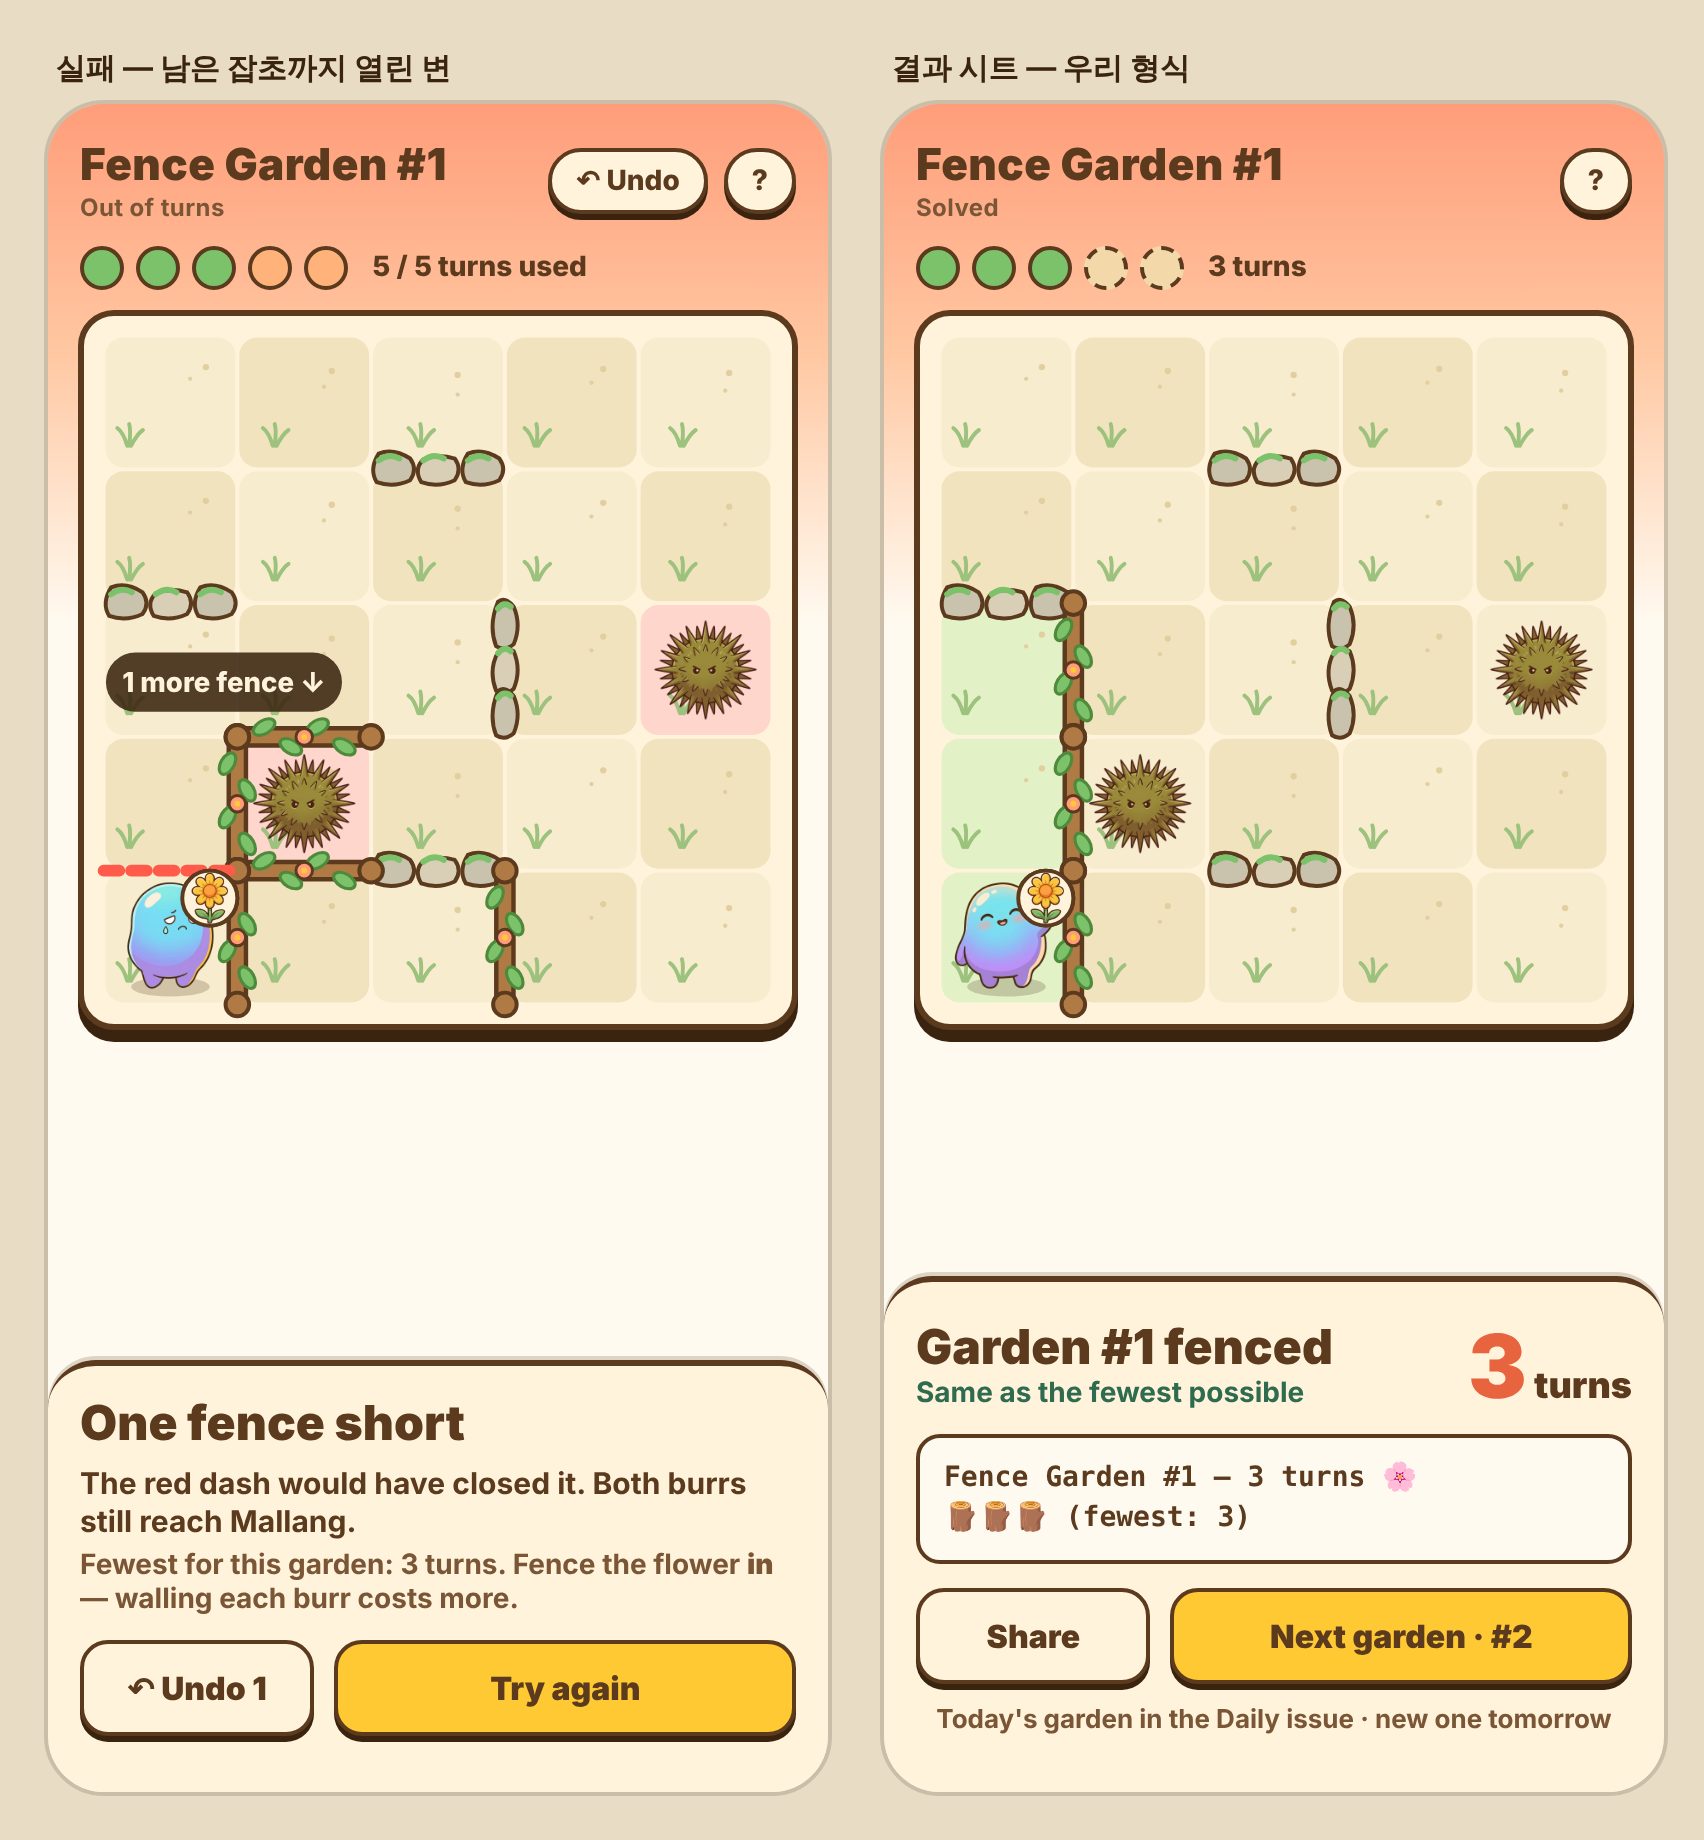 실패 — 남은 잡초까지 열린 변
Fence Garden #1
↶ Undo
?
Out of turns
5 / 5 turns used
1 more fence ↓
One fence short
The red dash would have closed it. Both burrs
still reach Mallang.
Fewest for this garden: 3 turns. Fence the flower in
— walling each burr costs more.
↶ Undo 1
Try again
결과 시트 — 우리 형식
Fence Garden #1
?
Solved
3 turns
Garden #1 fenced
Same as the fewest possible
3 turns
Fence Garden #1 — 3 turns 🌸
🪵🪵🪵 (fewest: 3)
Share
Next garden · #2
Today's garden in the Daily issue · new one tomorrow